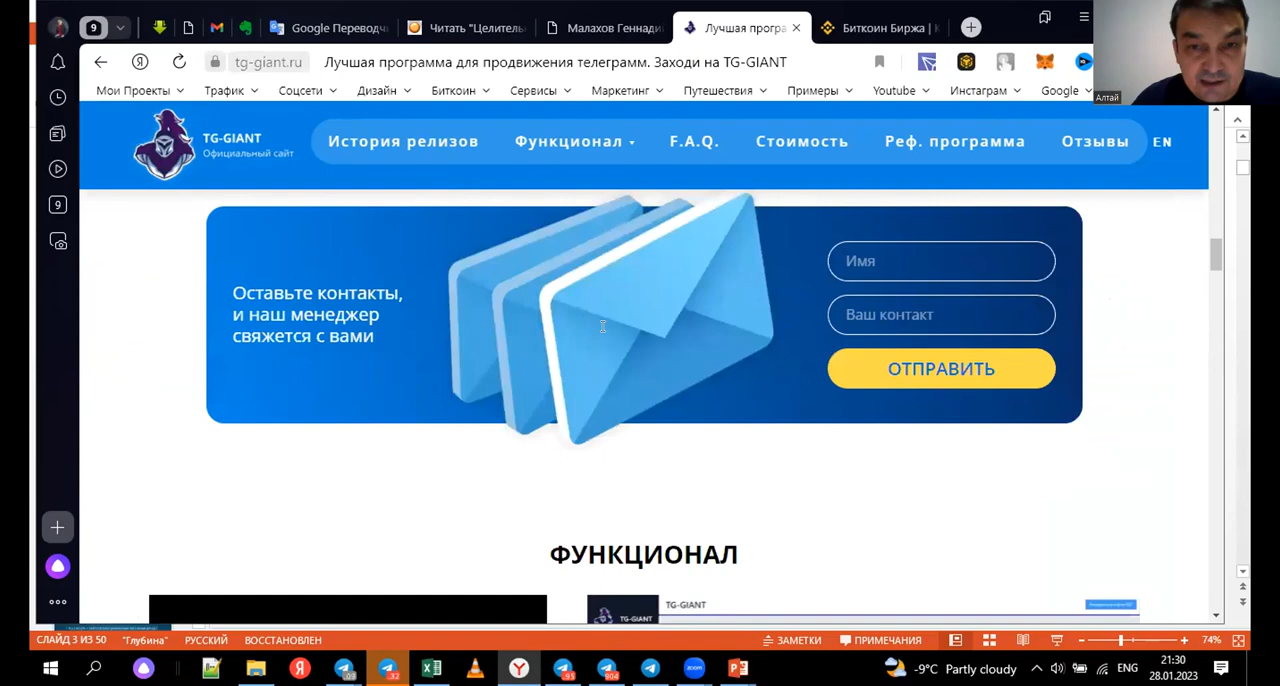 9
Google Переводч
Читать "Целитель
Малахов Геннади
Лучшая програ
Биткоин Биржа |
tg-giant.ru
Лучшая программа для продвижения телеграмм. Заходи на TG-GIANT
Мои Проекты
Трафик
Соцсети
Дизайн
Биткоин
Сервисы
Маркетинг
Путешествия
Примеры
Youtube
Инстаграм
Google
Алтай
TG-GIANT
Официальный сайт
История релизов
Функционал
F.A.Q.
Стоимость
Реф. программа
Отзывы
EN
9
Оставьте контакты,
и наш менеджер
свяжется с вами
Имя
Ваш контакт
ОТПРАВИТЬ
ФУНКЦИОНАЛ
TG-GIANT
TG-GIANT
СЛАЙД 3 ИЗ 50
"Глубина"
РУССКИЙ
ВОССТАНОВЛЕН
ЗАМЕТКИ
ПРИМЕЧАНИЯ
74%
-9°C Partly cloudy
ENG
21:30
28.01.2023